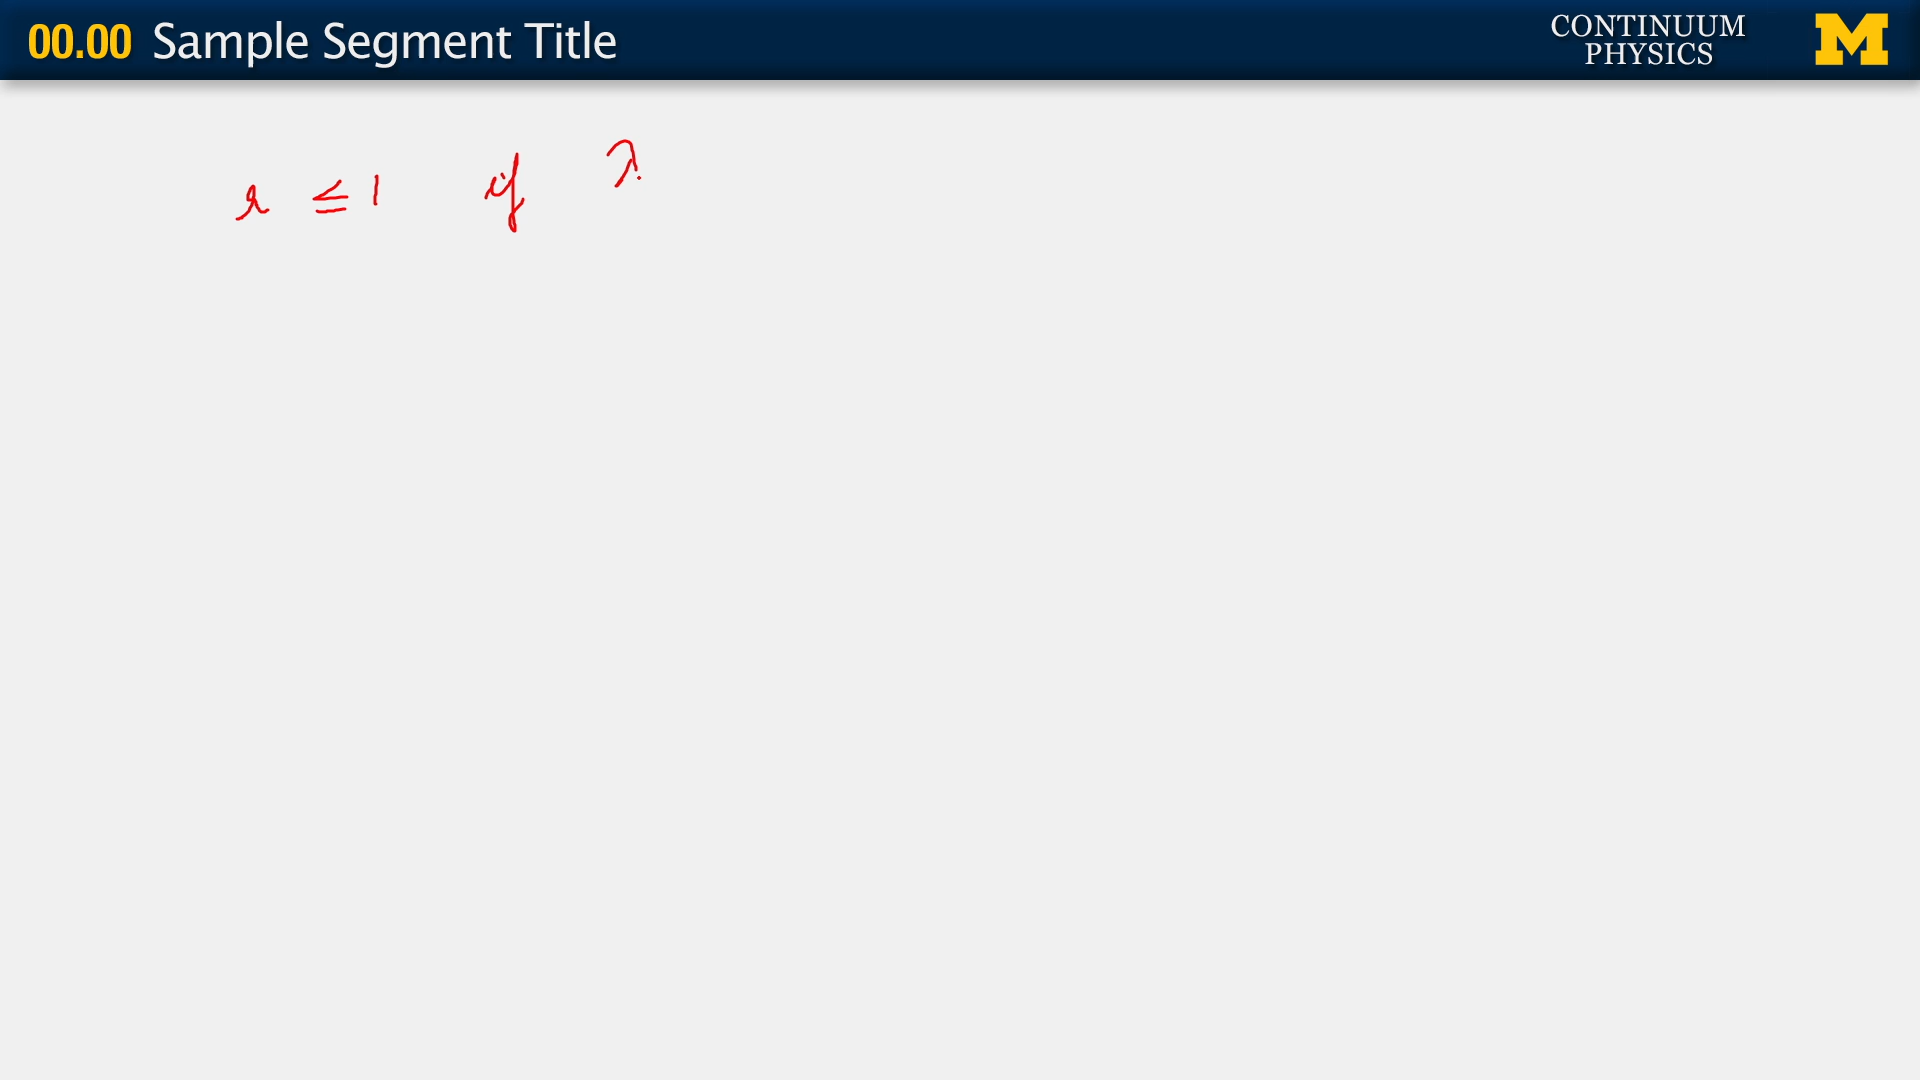 00.00 Sample Segment Title
CONTINUUM
PHYSICS
M
r ≤ 1 if λ